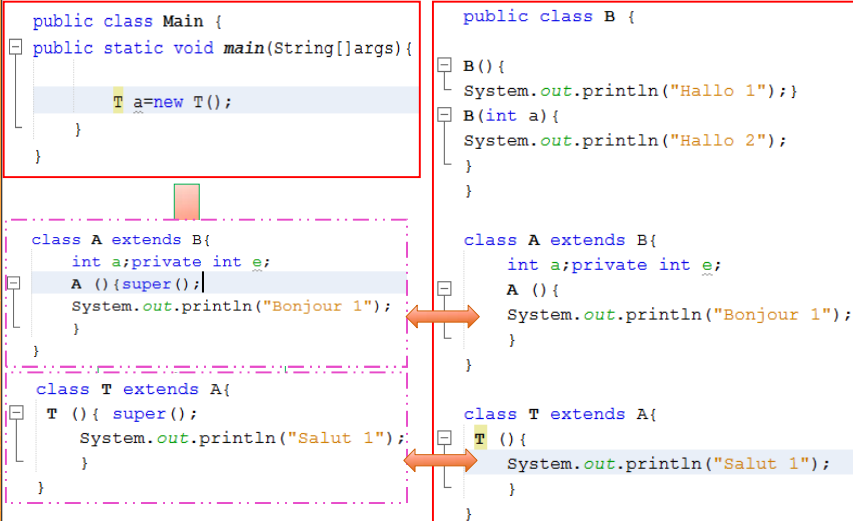 public class Main {
public static void main(String[]args){
T a=new T();
}
}
class A extends B{
int a;private int e;
A (){super();
System.out.println("Bonjour 1");
}
}
class T extends A{
T (){ super();
System.out.println("Salut 1");
}
}
public class B {
B(){
System.out.println("Hallo 1");}
B(int a){
System.out.println("Hallo 2");
}
}
class A extends B{
int a;private int e;
A (){
System.out.println("Bonjour 1");
}
}
class T extends A{
T (){
System.out.println("Salut 1");
}
}